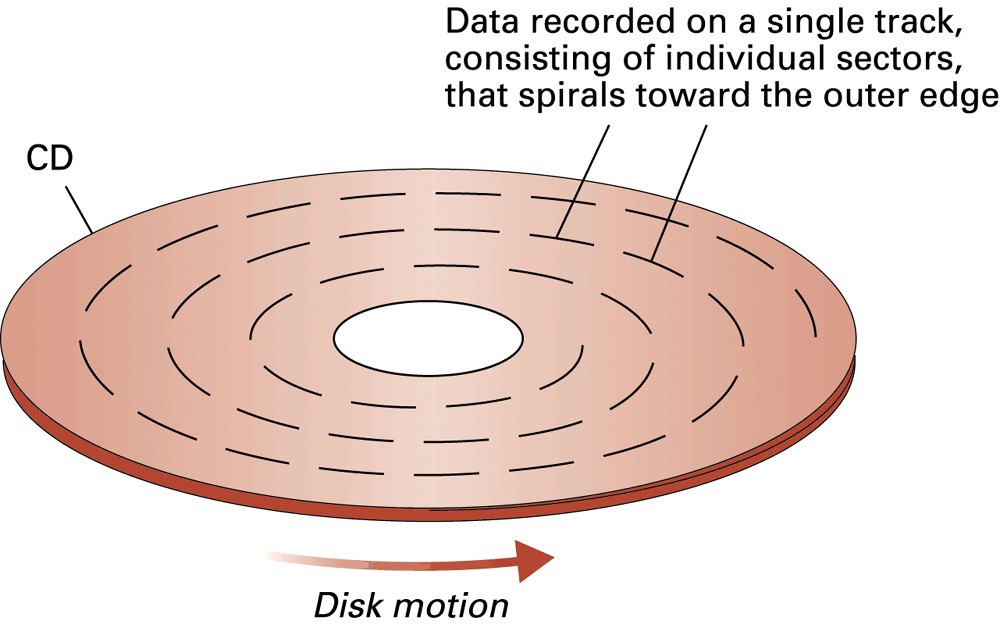 Data recorded on a single track,
consisting of individual sectors,
that spirals toward the outer edge
CD
Disk motion